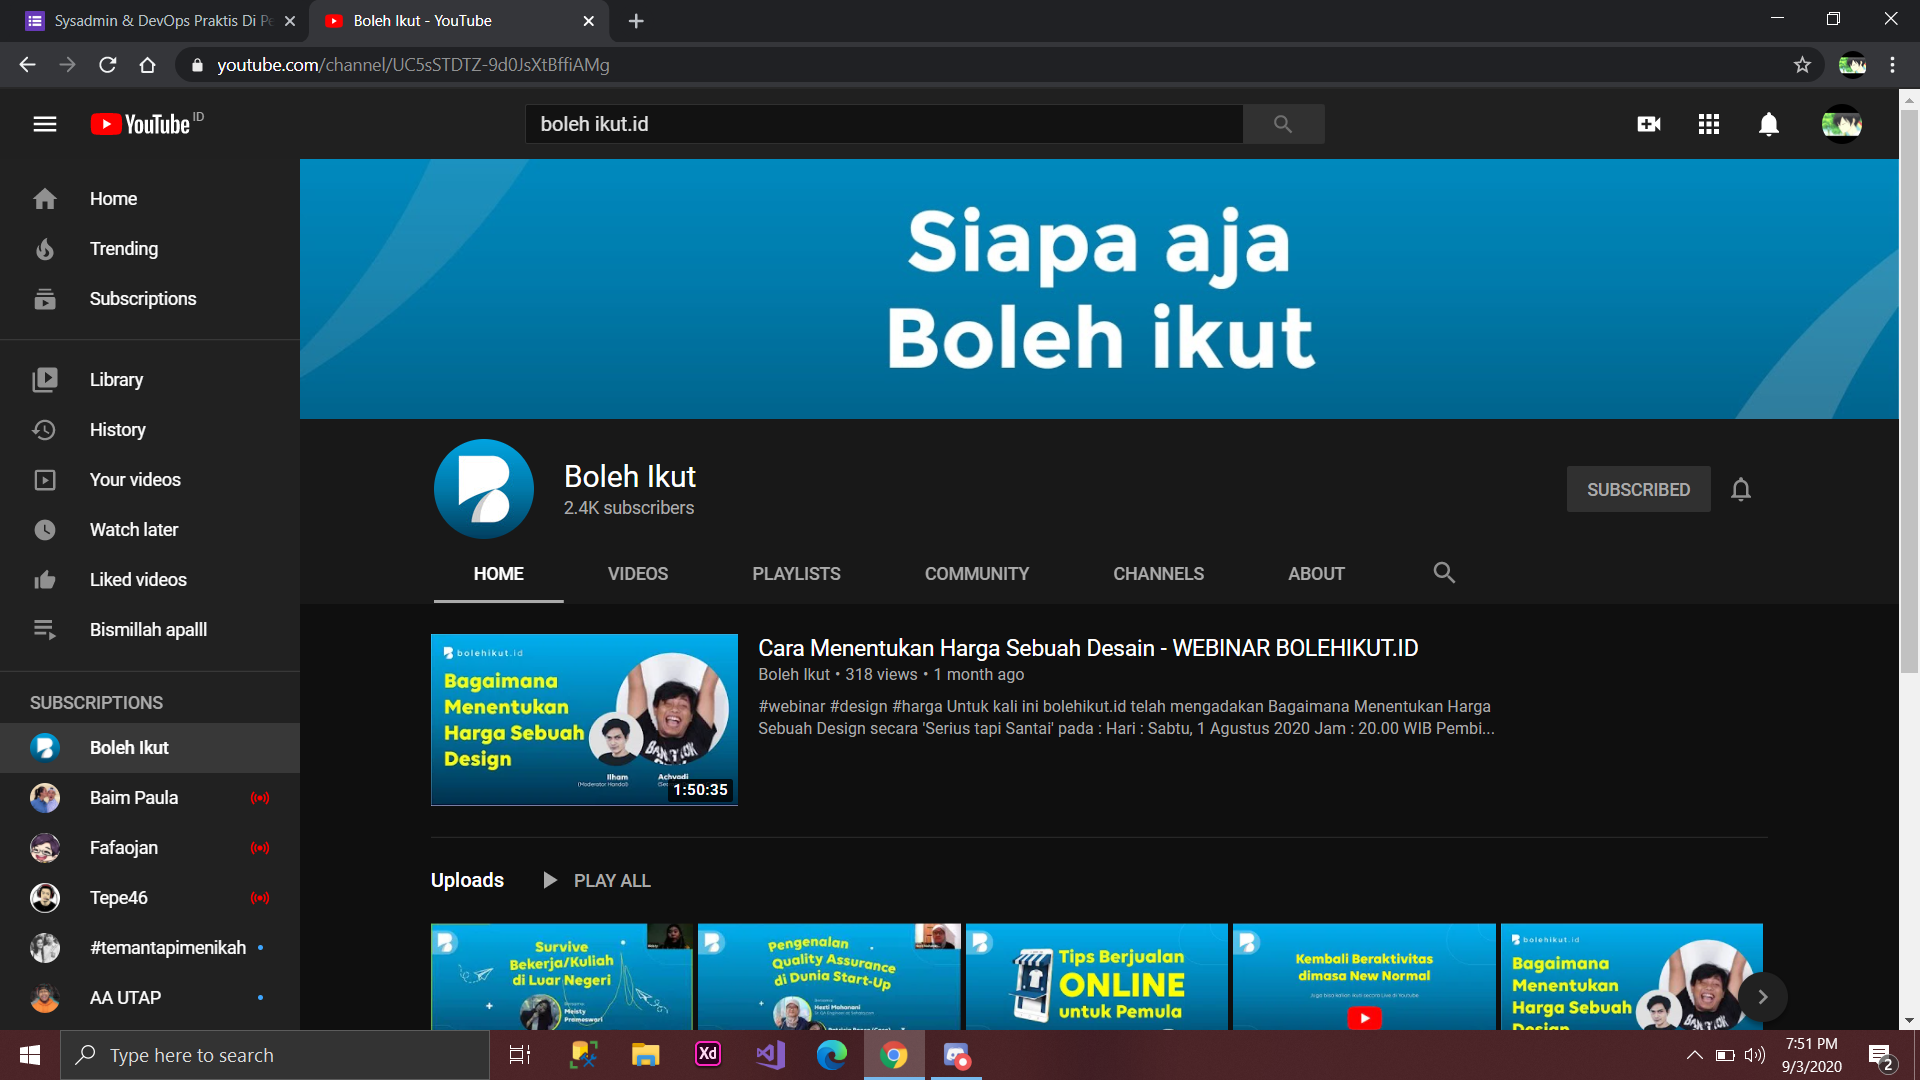 Sysadmin & DevOps Praktis Di Pe
Boleh Ikut - YouTube
youtube.com/channel/UC5sSTDTZ-9d0JsXtBffiAMg
YouTube ID
boleh ikut.id
Home
Trending
Subscriptions
Library
History
Your videos
Watch later
Liked videos
Bismillah apalll
SUBSCRIPTIONS
Boleh Ikut
Baim Paula
Fafaojan
Tepe46
#temantapimenikah
AA UTAP
Siapa aja
Boleh ikut
Boleh Ikut
2.4K subscribers
SUBSCRIBED
HOME
VIDEOS
PLAYLISTS
COMMUNITY
CHANNELS
ABOUT
bolehikut.id
Bagaimana
Menentukan
Harga Sebuah
Design
Ilham
(Moderator Handal)
Achyadi
1:50:35
Cara Menentukan Harga Sebuah Desain - WEBINAR BOLEHIKUT.ID
Boleh Ikut • 318 views • 1 month ago
#webinar #design #harga Untuk kali ini bolehikut.id telah mengadakan Bagaimana Menentukan Harga
Sebuah Design secara 'Serius tapi Santai' pada : Hari : Sabtu, 1 Agustus 2020 Jam : 20.00 WIB Pembi...
Uploads
PLAY ALL
Survive
Bekerja/Kuliah
di Luar Negeri
Meisty
Prameswari
Pengenalan
Quality Assurance
di Dunia Start-Up
Hesti Maharani
Tips Berjualan
ONLINE
untuk Pemula
Kembali Beraktivitas
dimasa New Normal
bolehikut.id
Bagaimana
Menentukan
Harga Sebuah
Design
Type here to search
Xd
7:51 PM
9/3/2020
2